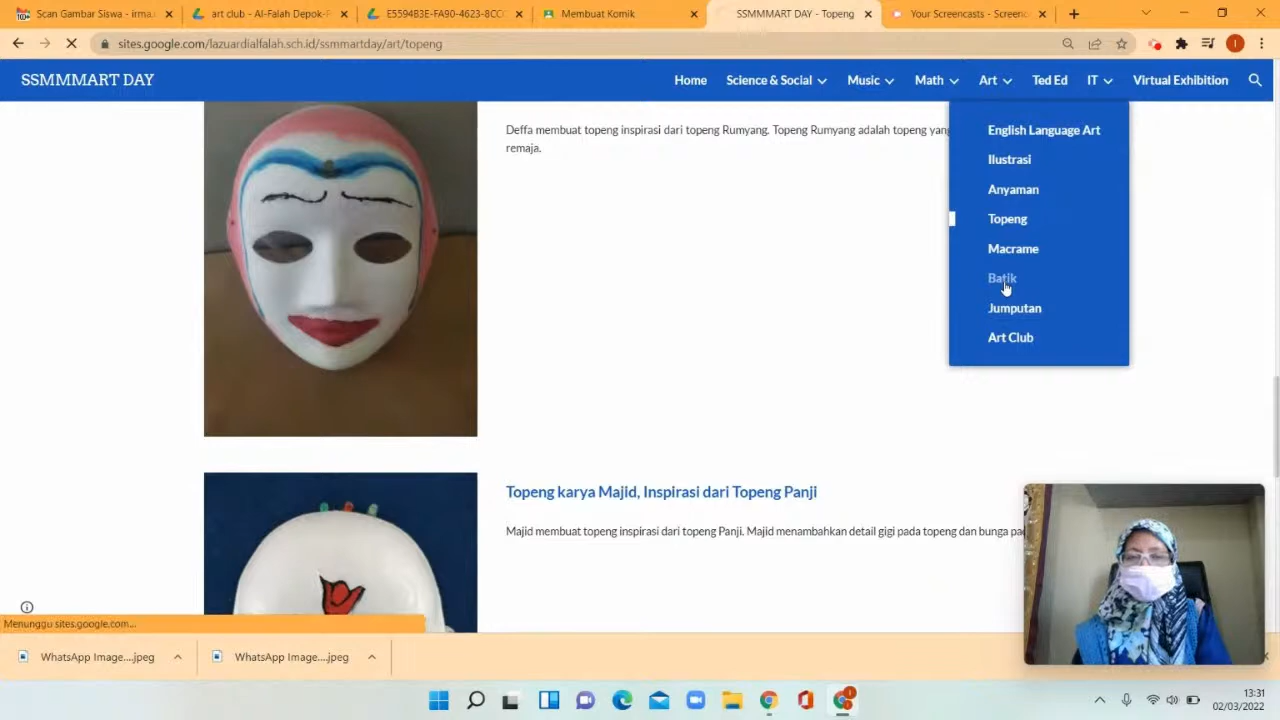 Scan Gambar Siswa - irma.
art club - Al-Falah Depok-F
E5594B3E-FA90-4623-8CCC
Membuat Komik
SSMMMART DAY - Topeng
Your Screencasts - Screenc
sites.google.com/lazuardialfalah.sch.id/ssmmartday/art/topeng
SSMMMART DAY
Home
Science & Social
Music
Math
Art
Ted Ed
IT
Virtual Exhibition
English Language Art
Ilustrasi
Anyaman
Topeng
Macrame
Batik
Jumputan
Art Club
Deffa membuat topeng inspirasi dari topeng Rumyang. Topeng Rumyang adalah topeng yang
remaja.
Topeng karya Majid, Inspirasi dari Topeng Panji
Majid membuat topeng inspirasi dari topeng Panji. Majid menambahkan detail gigi pada topeng dan bunga pad
Menunggu sites.google.com...
WhatsApp Image....jpeg
WhatsApp Image....jpeg
13:31
02/03/2022